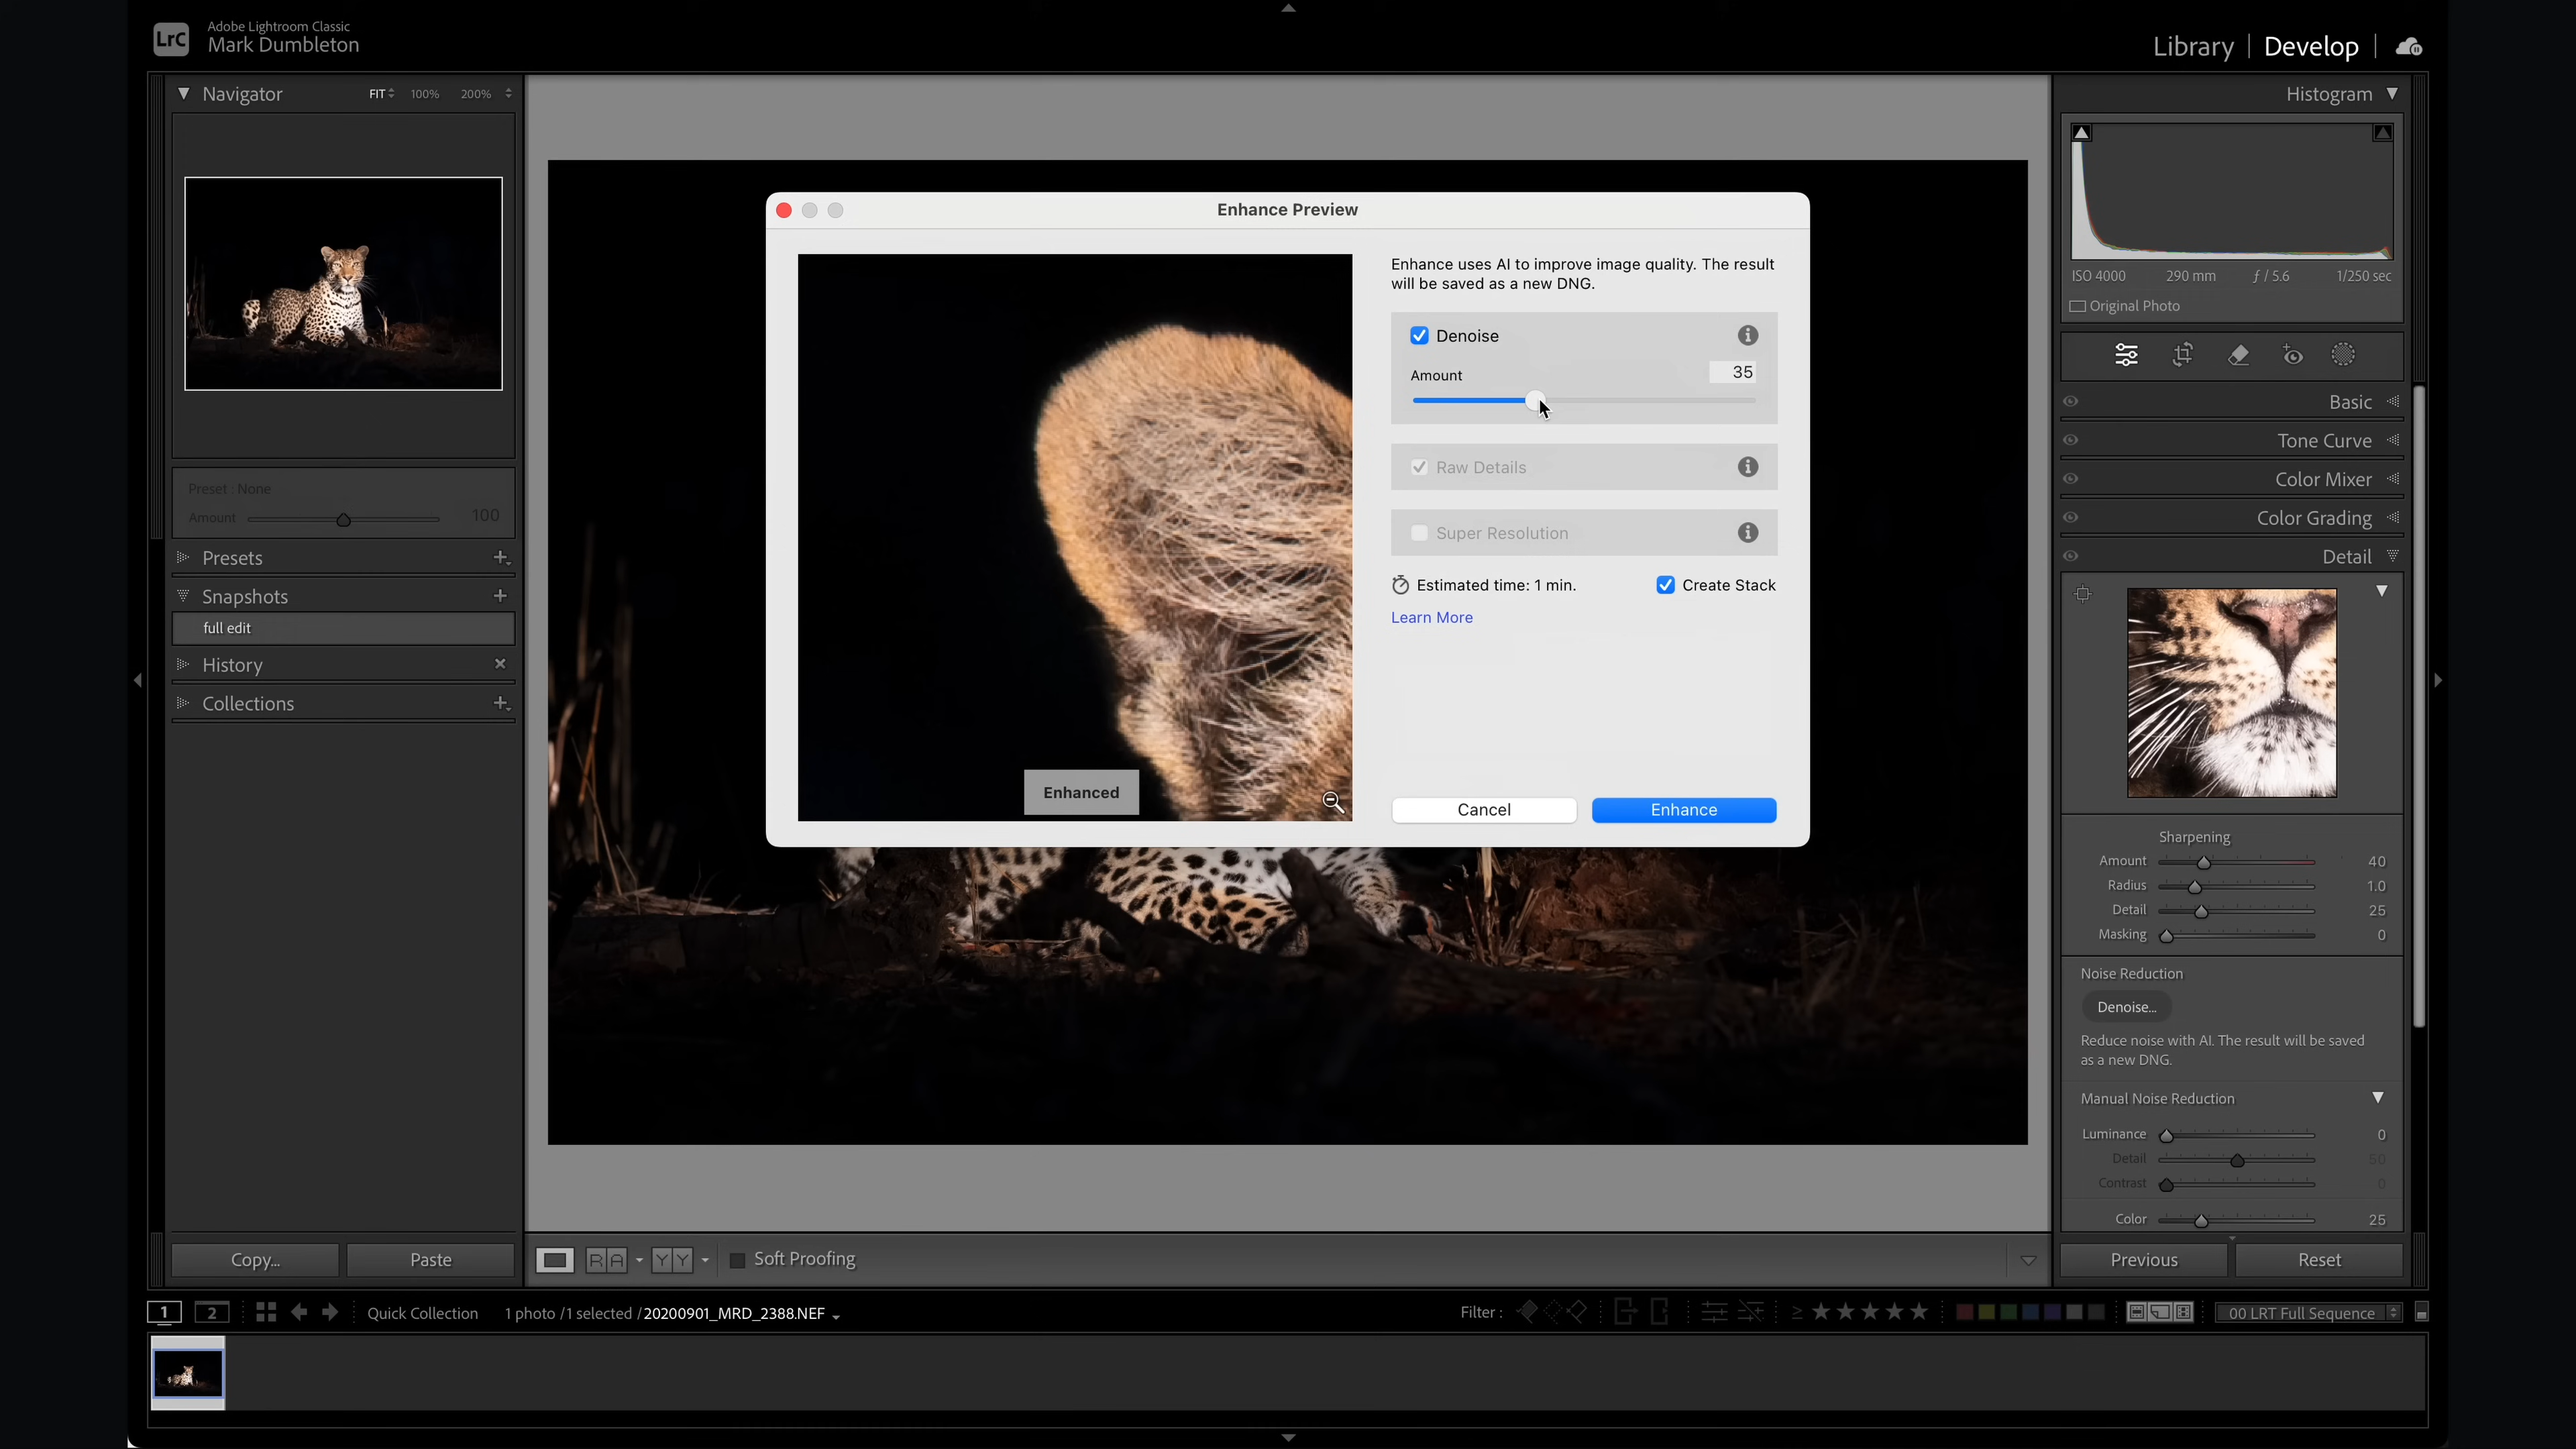 LrC
Adobe Lightroom Classic
Mark Dumbleton
Library
Develop
Navigator
FIT
100%
200%
Preset : None
Amount
100
Presets
Snapshots
full edit
History
Collections
Copy...
Paste
Enhance Preview
Enhance uses AI to improve image quality. The result
will be saved as a new DNG.
Denoise
Amount
35
Raw Details
Super Resolution
Estimated time: 1 min.
Create Stack
Learn More
Enhanced
Cancel
Enhance
Histogram
ISO 4000
290 mm
ƒ / 5.6
1/250 sec
Original Photo
Basic
Tone Curve
Color Mixer
Color Grading
Detail
Sharpening
Amount
40
Radius
1.0
Detail
25
Masking
0
Noise Reduction
Denoise...
Reduce noise with AI. The result will be saved
as a new DNG.
Manual Noise Reduction
Luminance
0
Detail
50
Contrast
0
Color
25
Previous
Reset
R A
Y Y
Soft Proofing
1
2
Quick Collection
1 photo /1 selected /20200901_MRD_2388.NEF
Filter :
≥
00 LRT Full Sequence